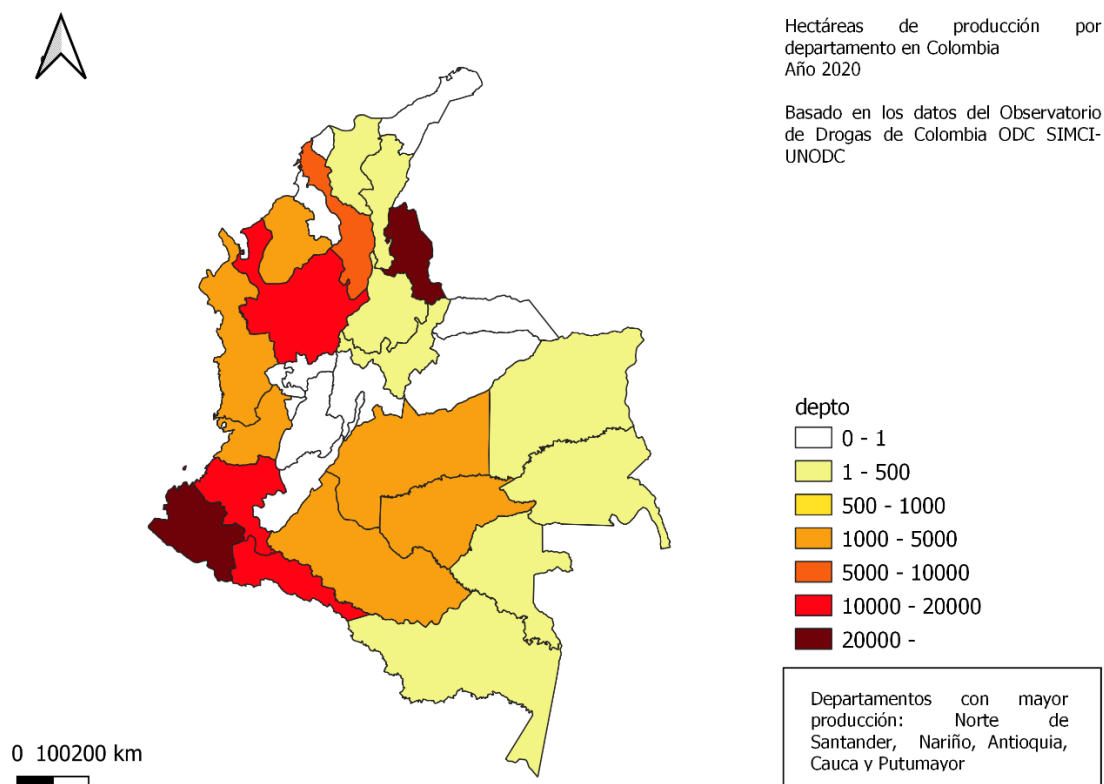 Hectáreas de producción por
departamento en Colombia
Año 2020
Basado en los datos del Observatorio
de Drogas de Colombia ODC SIMCI-
UNODC
depto
0 - 1
1 - 500
500 - 1000
1000 - 5000
5000 - 10000
10000 - 20000
20000 -
Departamentos con mayor
producción: Norte de
Santander, Nariño, Antioquia,
Cauca y Putumayor
0 100200 km